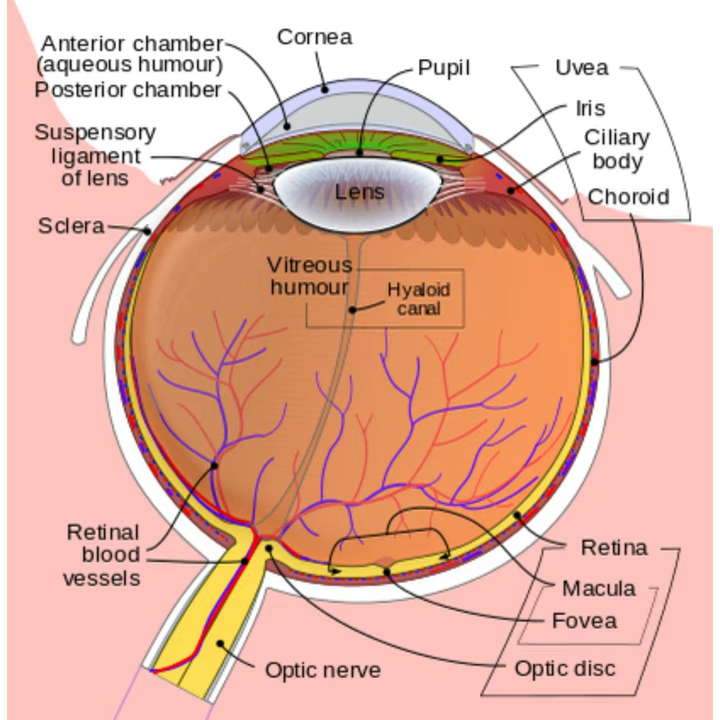 Cornea
Anterior chamber
(aqueous humour)
Posterior chamber
Pupil
Uvea
Iris
Suspensory
ligament
of lens
Ciliary
body
Lens
Choroid
Sclera
Vitreous
humour
Hyaloid
canal
Retinal
blood
vessels
Retina
Macula
Fovea
Optic nerve
Optic disc